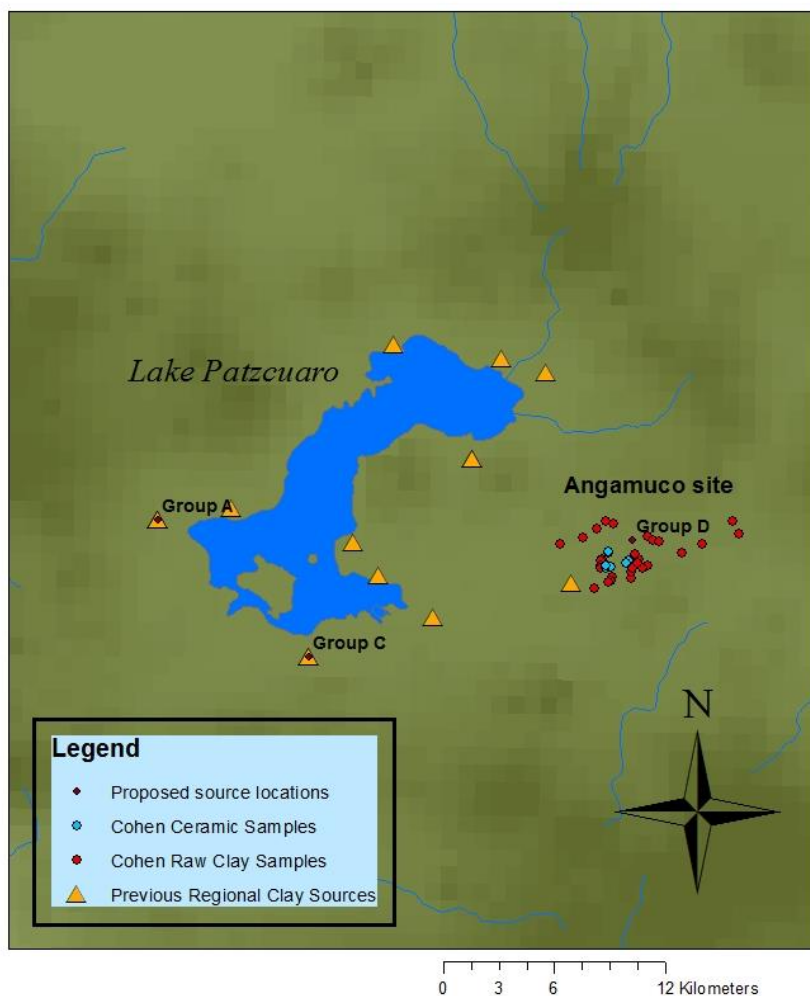 Lake Patzcuaro
Group A
Angamuco site
Group D
Group C
N
Legend
Proposed source locations
Cohen Ceramic Samples
Cohen Raw Clay Samples
Previous Regional Clay Sources
0 3 6 12 Kilometers